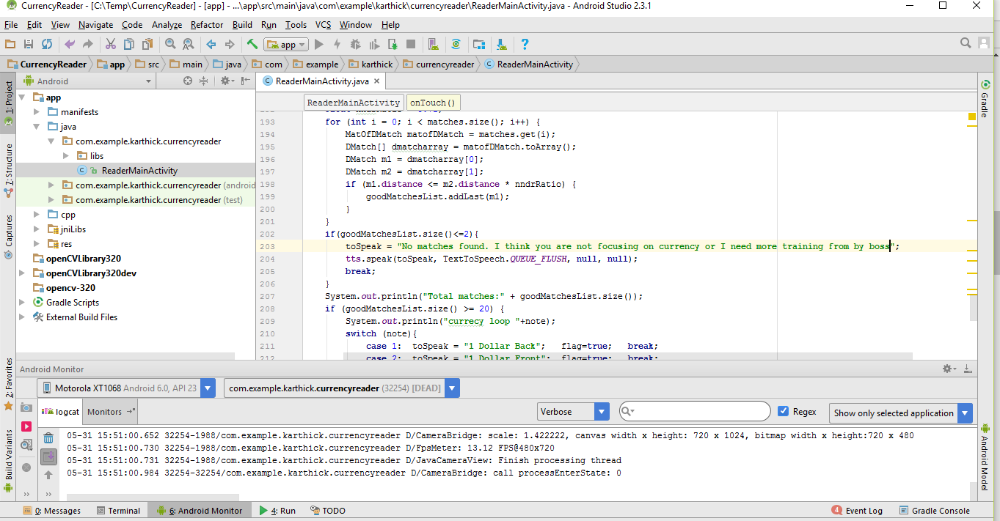 CurrencyReader - [C:\Temp\CurrencyReader] - [app] - ...\app\src\main\java\com\example\karthick\currencyreader\ReaderMainActivity.java - Android Studio 2.3.1
File Edit View Navigate Code Analyze Refactor Build Run Tools VCS Window Help
app
CurrencyReader app src main java com example karthick currencyreader ReaderMainActivity
1: Project
7: Structure
Captures
2: Favorites
Build Variants
Android
app
manifests
java
com.example.karthick.currencyreader
libs
ReaderMainActivity
com.example.karthick.currencyreader (android
com.example.karthick.currencyreader (test)
cpp
jniLibs
res
openCVLibrary320
openCVLibrary320dev
opencv-320
Gradle Scripts
External Build Files
ReaderMainActivity.java
ReaderMainActivity onTouch()
193 for (int i = 0; i < matches.size(); i++) {
194 MatOfDMatch matofDMatch = matches.get(i);
195 DMatch[] dmatcharray = matofDMatch.toArray();
196 DMatch m1 = dmatcharray[0];
197 DMatch m2 = dmatcharray[1];
198 if (m1.distance <= m2.distance * nndrRatio) {
199 goodMatchesList.addLast(m1);
200 }
201 }
202 if(goodMatchesList.size()<=2){
203 toSpeak = "No matches found. I think you are not focusing on currency or I need more training from by boss";
204 tts.speak(toSpeak, TextToSpeech.QUEUE_FLUSH, null, null);
205 break;
206 }
207 System.out.println("Total matches:" + goodMatchesList.size());
208 if (goodMatchesList.size() >= 20) {
209 System.out.println("currecy loop "+note);
210 switch (note){
211 case 1: toSpeak = "1 Dollar Back"; flag=true; break;
212 case 2: toSpeak = "1 Dollar Front"; flag=true; break;
Gradle
Android Model
Android Monitor
Motorola XT1068 Android 6.0, API 23 com.example.karthick.currencyreader (32254) [DEAD]
logcat Monitors Verbose Regex Show only selected application
05-31 15:51:00.652 32254-1988/com.example.karthick.currencyreader D/CameraBridge: scale: 1.422222, canvas width x height: 720 x 1024, bitmap width x height:720 x 480
05-31 15:51:00.730 32254-1988/com.example.karthick.currencyreader D/FpsMeter: 13.12 FPS@480x720
05-31 15:51:00.731 32254-1988/com.example.karthick.currencyreader D/JavaCameraView: Finish processing thread
05-31 15:51:00.984 32254-32254/com.example.karthick.currencyreader D/CameraBridge: call processEnterState: 0
0: Messages Terminal 6: Android Monitor 4: Run TODO 4 Event Log Gradle Console